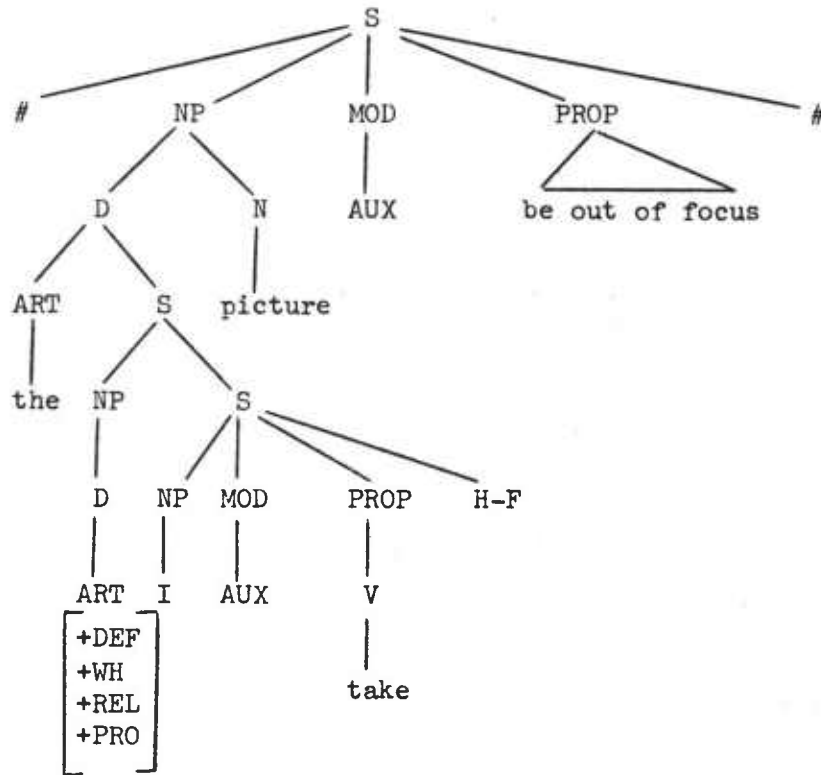 S
# NP MOD PROP #
D N AUX be out of focus
ART S picture
the NP S
D NP MOD PROP H-F
ART I AUX V
+DEF
+WH take
+REL
+PRO